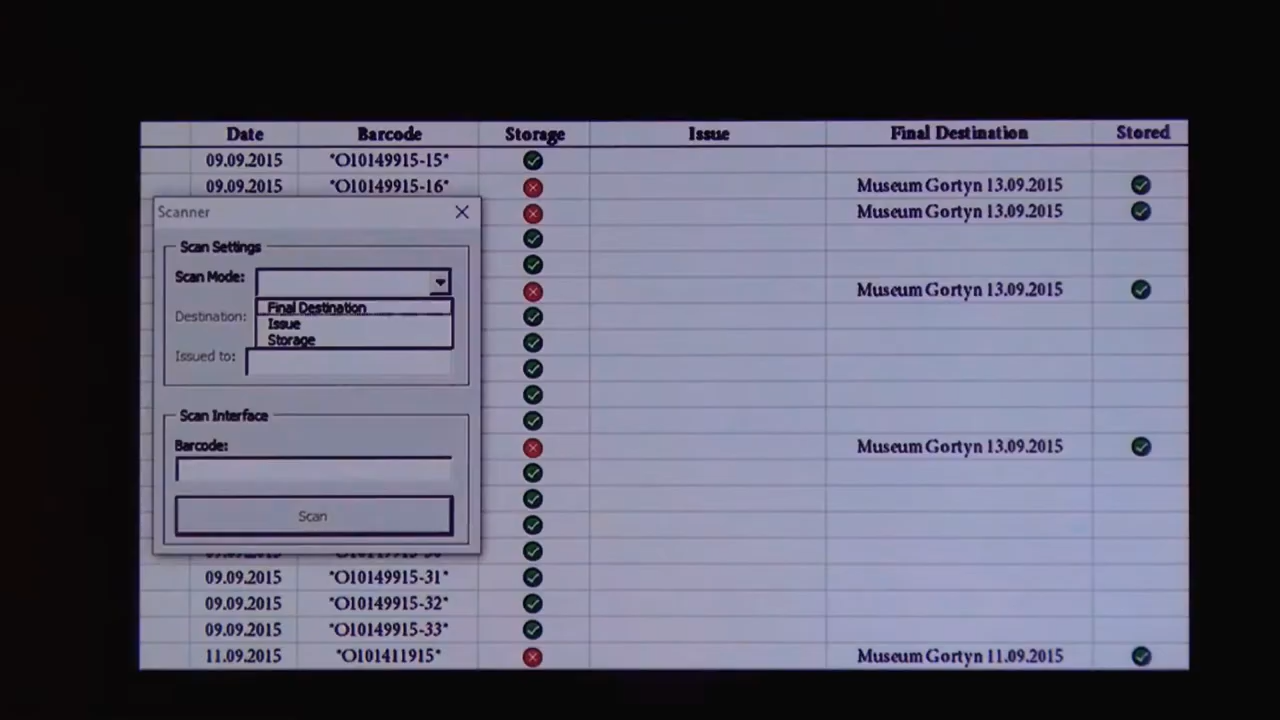 Date Barcode Storage Issue Final Destination Stored
09.09.2015 *O10149915-15*
09.09.2015 *O10149915-16* Museum Gortyn 13.09.2015
Museum Gortyn 13.09.2015
Scanner
Scan Settings
Scan Mode:
Final Destination
Issue
Storage
Destination:
Issued to:
Museum Gortyn 13.09.2015
Scan Interface
Barcode:
Scan
Museum Gortyn 13.09.2015
09.09.2015 *O10149915-31*
09.09.2015 *O10149915-32*
09.09.2015 *O10149915-33*
11.09.2015 *O101411915* Museum Gortyn 11.09.2015